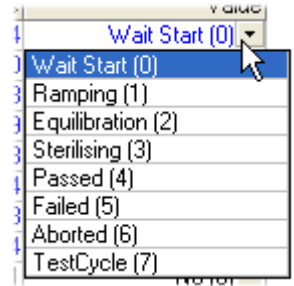 Value
Wait Start (0)
Wait Start (0)
Ramping (1)
Equilibration (2)
Sterilising (3)
Passed (4)
Failed (5)
Aborted (6)
TestCycle (7)